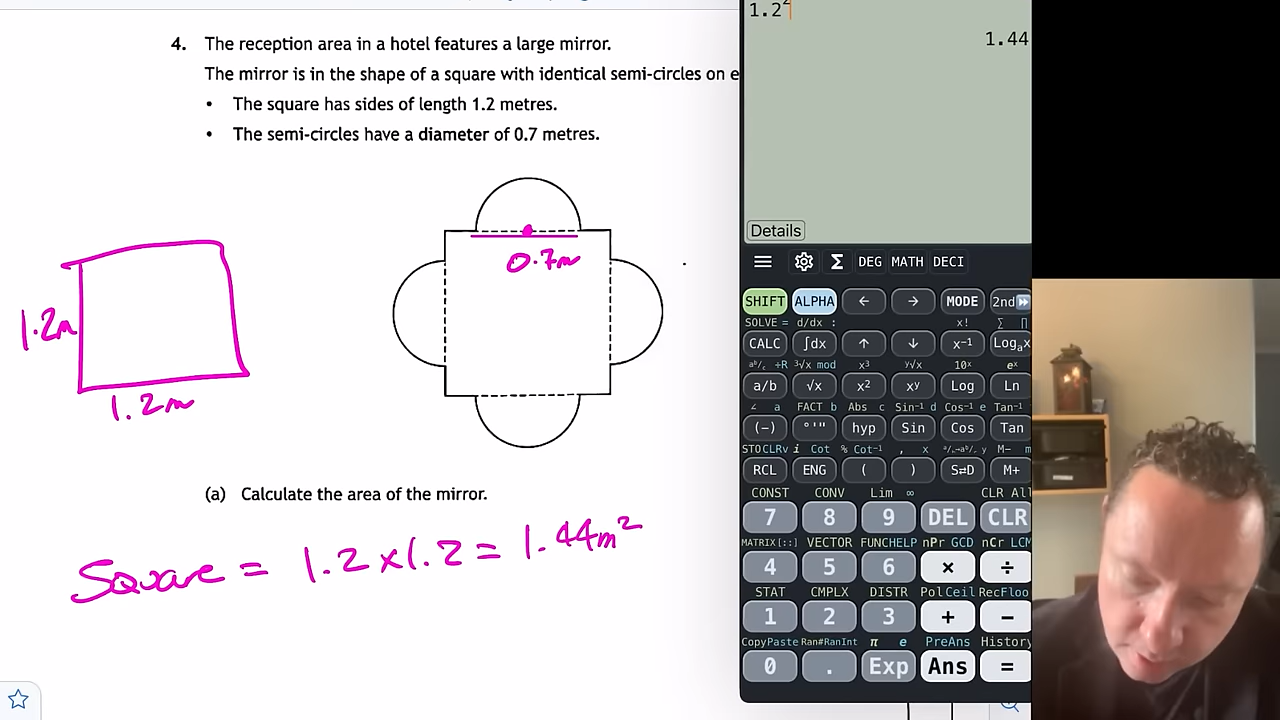 4. The reception area in a hotel features a large mirror.
The mirror is in the shape of a square with identical semi-circles on e
• The square has sides of length 1.2 metres.
• The semi-circles have a diameter of 0.7 metres.
0.7m
1.2m
1.2m
(a) Calculate the area of the mirror.
Square = 1.2 x 1.2 = 1.44m²
1.2²
1.44
Details
DEG MATH DECI
SHIFT ALPHA ← → MODE 2nd
SOLVE = d/dx : x! ∑ ∏
CALC ∫dx ↑ ↓ x⁻¹ Logₐx
aᵇ/c ÷R ³√x mod x³ ʸ√x 10ˣ eˣ
a/b √x x² xʸ Log Ln
∠ a FACT b Abs c Sin⁻¹ d Cos⁻¹ e Tan⁻¹
(−) °'" hyp Sin Cos Tan
STO CLRv i Cot % Cot⁻¹ , x y M− m
RCL ENG ( ) S⇄D M+
CONST CONV Lim ∞ CLR All
7 8 9 DEL CLR
MATRIX[::] VECTOR FUNC HELP nPr GCD nCr LCM
4 5 6 × ÷
STAT CMPLX DISTR Pol Ceil Rec Floo
1 2 3 + −
Copy Paste Ran# RanInt π e PreAns History
0 . Exp Ans =